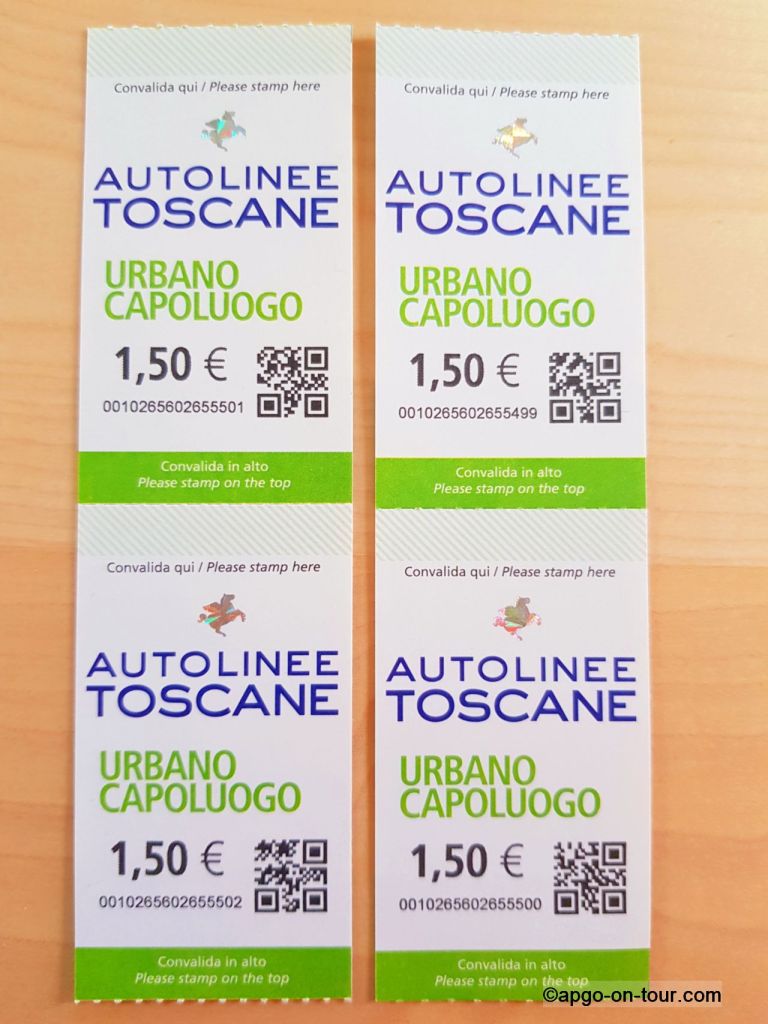 Convalida qui / Please stamp here
AUTOLINEE
TOSCANE
URBANO
CAPOLUOGO
1,50 €
0010265602655501
Convalida in alto
Please stamp on the top
Convalida qui / Please stamp here
AUTOLINEE
TOSCANE
URBANO
CAPOLUOGO
1,50 €
0010265602655499
Convalida in alto
Please stamp on the top
Convalida qui / Please stamp here
AUTOLINEE
TOSCANE
URBANO
CAPOLUOGO
1,50 €
0010265602655502
Convalida in alto
Please stamp on the top
Convalida qui / Please stamp here
AUTOLINEE
TOSCANE
URBANO
CAPOLUOGO
1,50 €
0010265602655500
Convalida in alto
Please stamp on the top
©apgo-on-tour.com